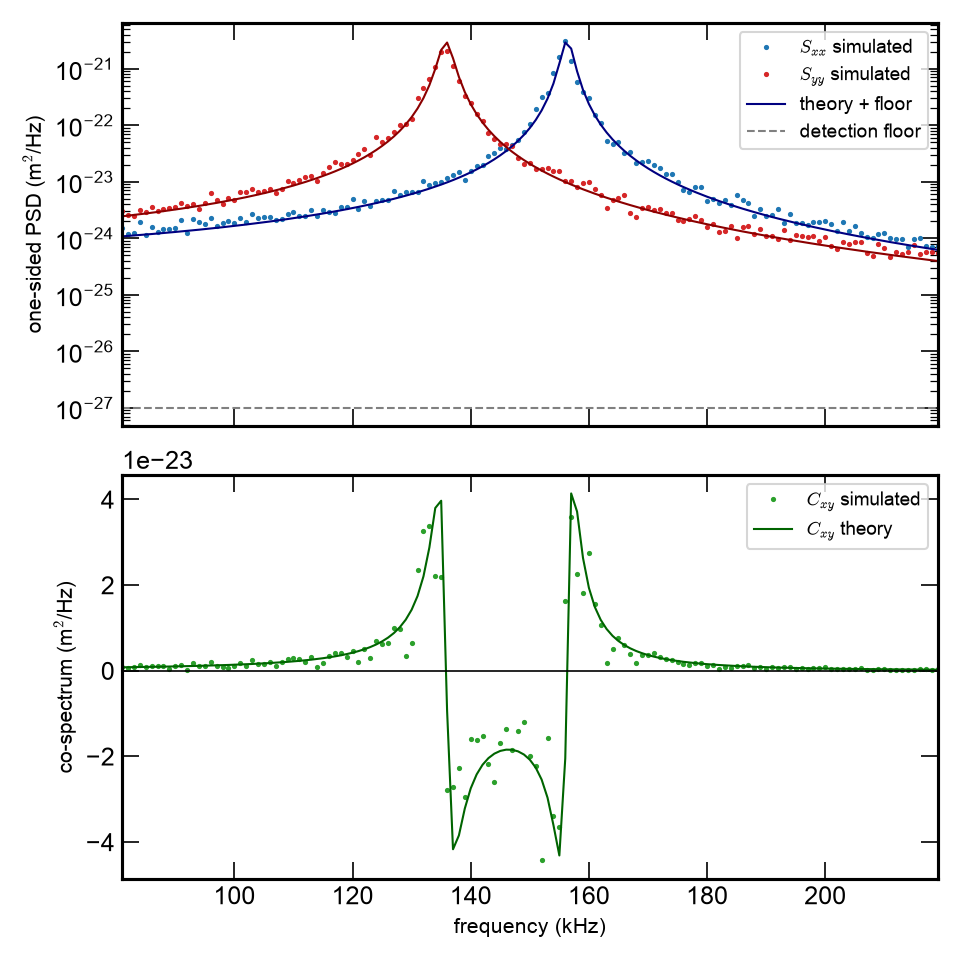 one-sided PSD (m²/Hz)
10⁻²¹
10⁻²²
10⁻²³
10⁻²⁴
10⁻²⁵
10⁻²⁶
10⁻²⁷
Sₓₓ simulated
S_yy simulated
theory + floor
detection floor
1e−23
co-spectrum (m²/Hz)
4
2
0
−2
−4
C_xy simulated
C_xy theory
100 120 140 160 180 200
frequency (kHz)